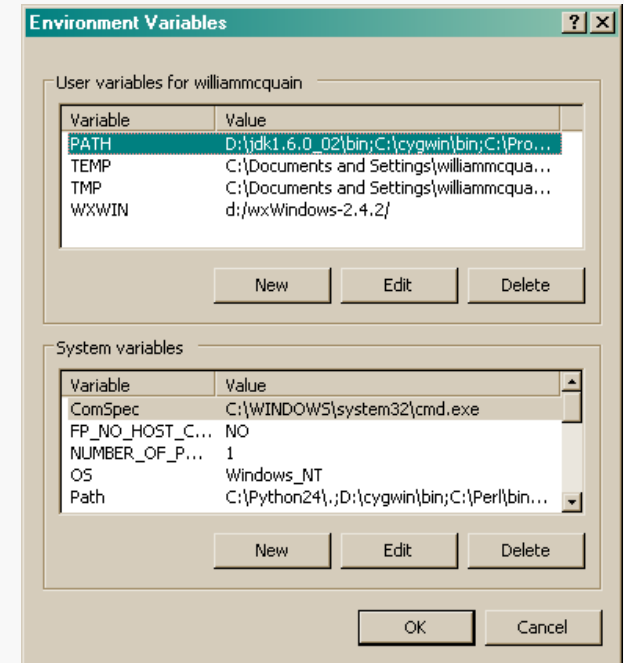 Environment Variables
User variables for williammcquain
Variable Value
PATH D:\jdk1.6.0_02\bin;C:\cygwin\bin;C:\Pro...
TEMP C:\Documents and Settings\williammcqua...
TMP C:\Documents and Settings\williammcqua...
WXWIN d:/wxWindows-2.4.2/
New Edit Delete
System variables
Variable Value
ComSpec C:\WINDOWS\system32\cmd.exe
FP_NO_HOST_C... NO
NUMBER_OF_P... 1
OS Windows_NT
Path C:\Python24\.;D:\cygwin\bin;C:\Perl\bin...
New Edit Delete
OK Cancel